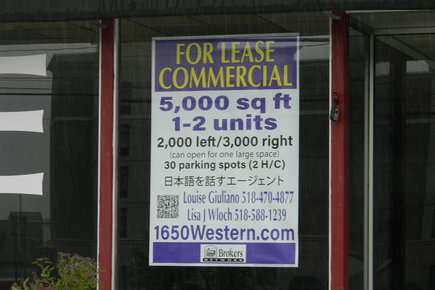 FOR LEASE
COMMERCIAL
5,000 sq ft
1-2 units
2,000 left/3,000 right
(can open for one large space)
30 parking spots (2 H/C)
日本語を話すエージェント
Louise Giuliano 518-470-4877
Lisa J Wloch 518-588-1239
1650Western.com
Brokers
NETWORK